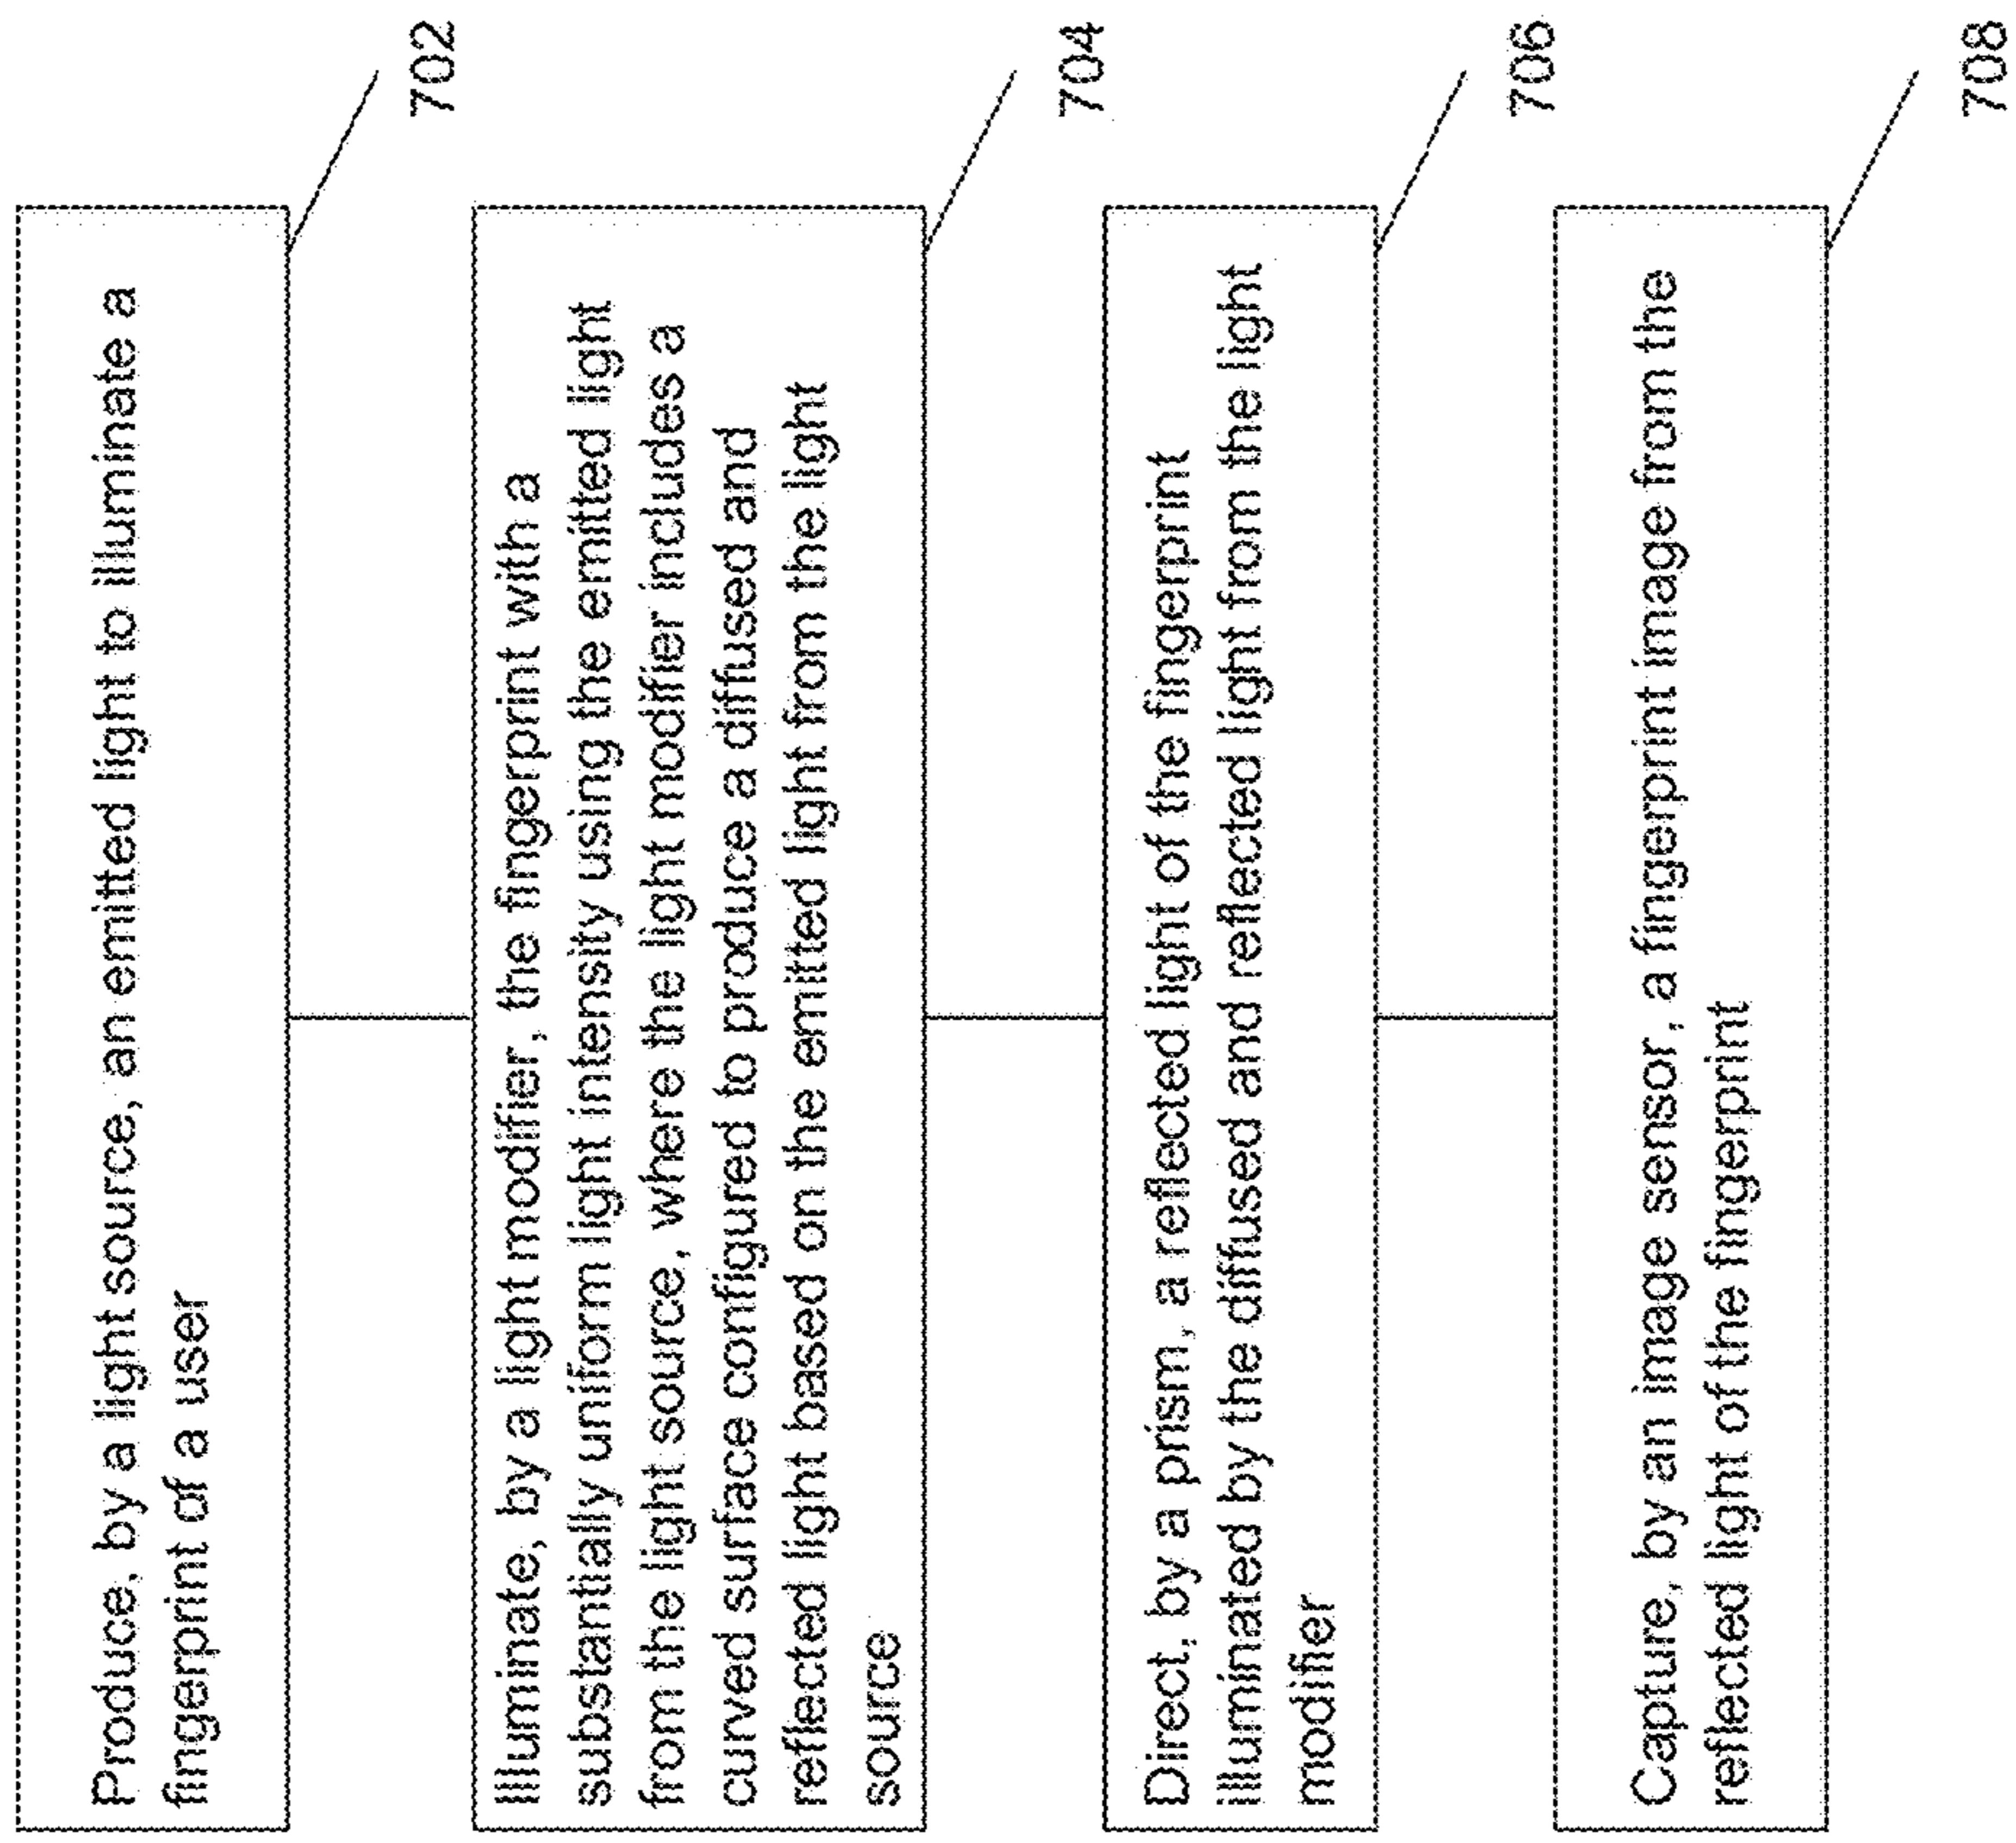 Produce, by a light source, an emitted light to illuminate a
fingerprint of a user
702
Illuminate, by a light modifier, the fingerprint with a
substantially uniform light intensity using the emitted light
from the light source, where the light modifier includes a
curved surface configured to produce a diffused and
reflected light based on the emitted light from the light
source
704
Direct, by a prism, a reflected light of the fingerprint
illuminated by the diffused and reflected light from the light
modifier
706
Capture, by an image sensor, a fingerprint image from the
reflected light of the fingerprint
708